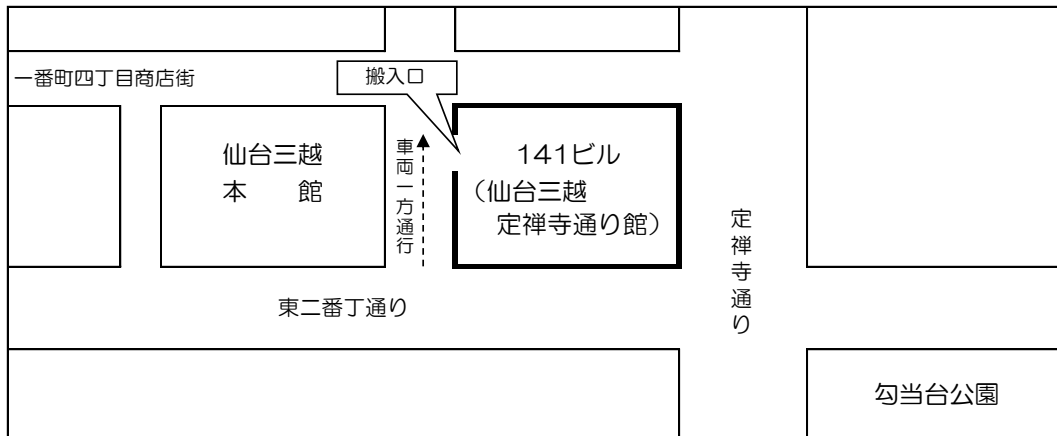 一番町四丁目商店街
搬入口
仙台三越
本　館
車両一方通行
141ビル
（仙台三越
定禅寺通り館）
定禅寺通り
東二番丁通り
勾当台公園